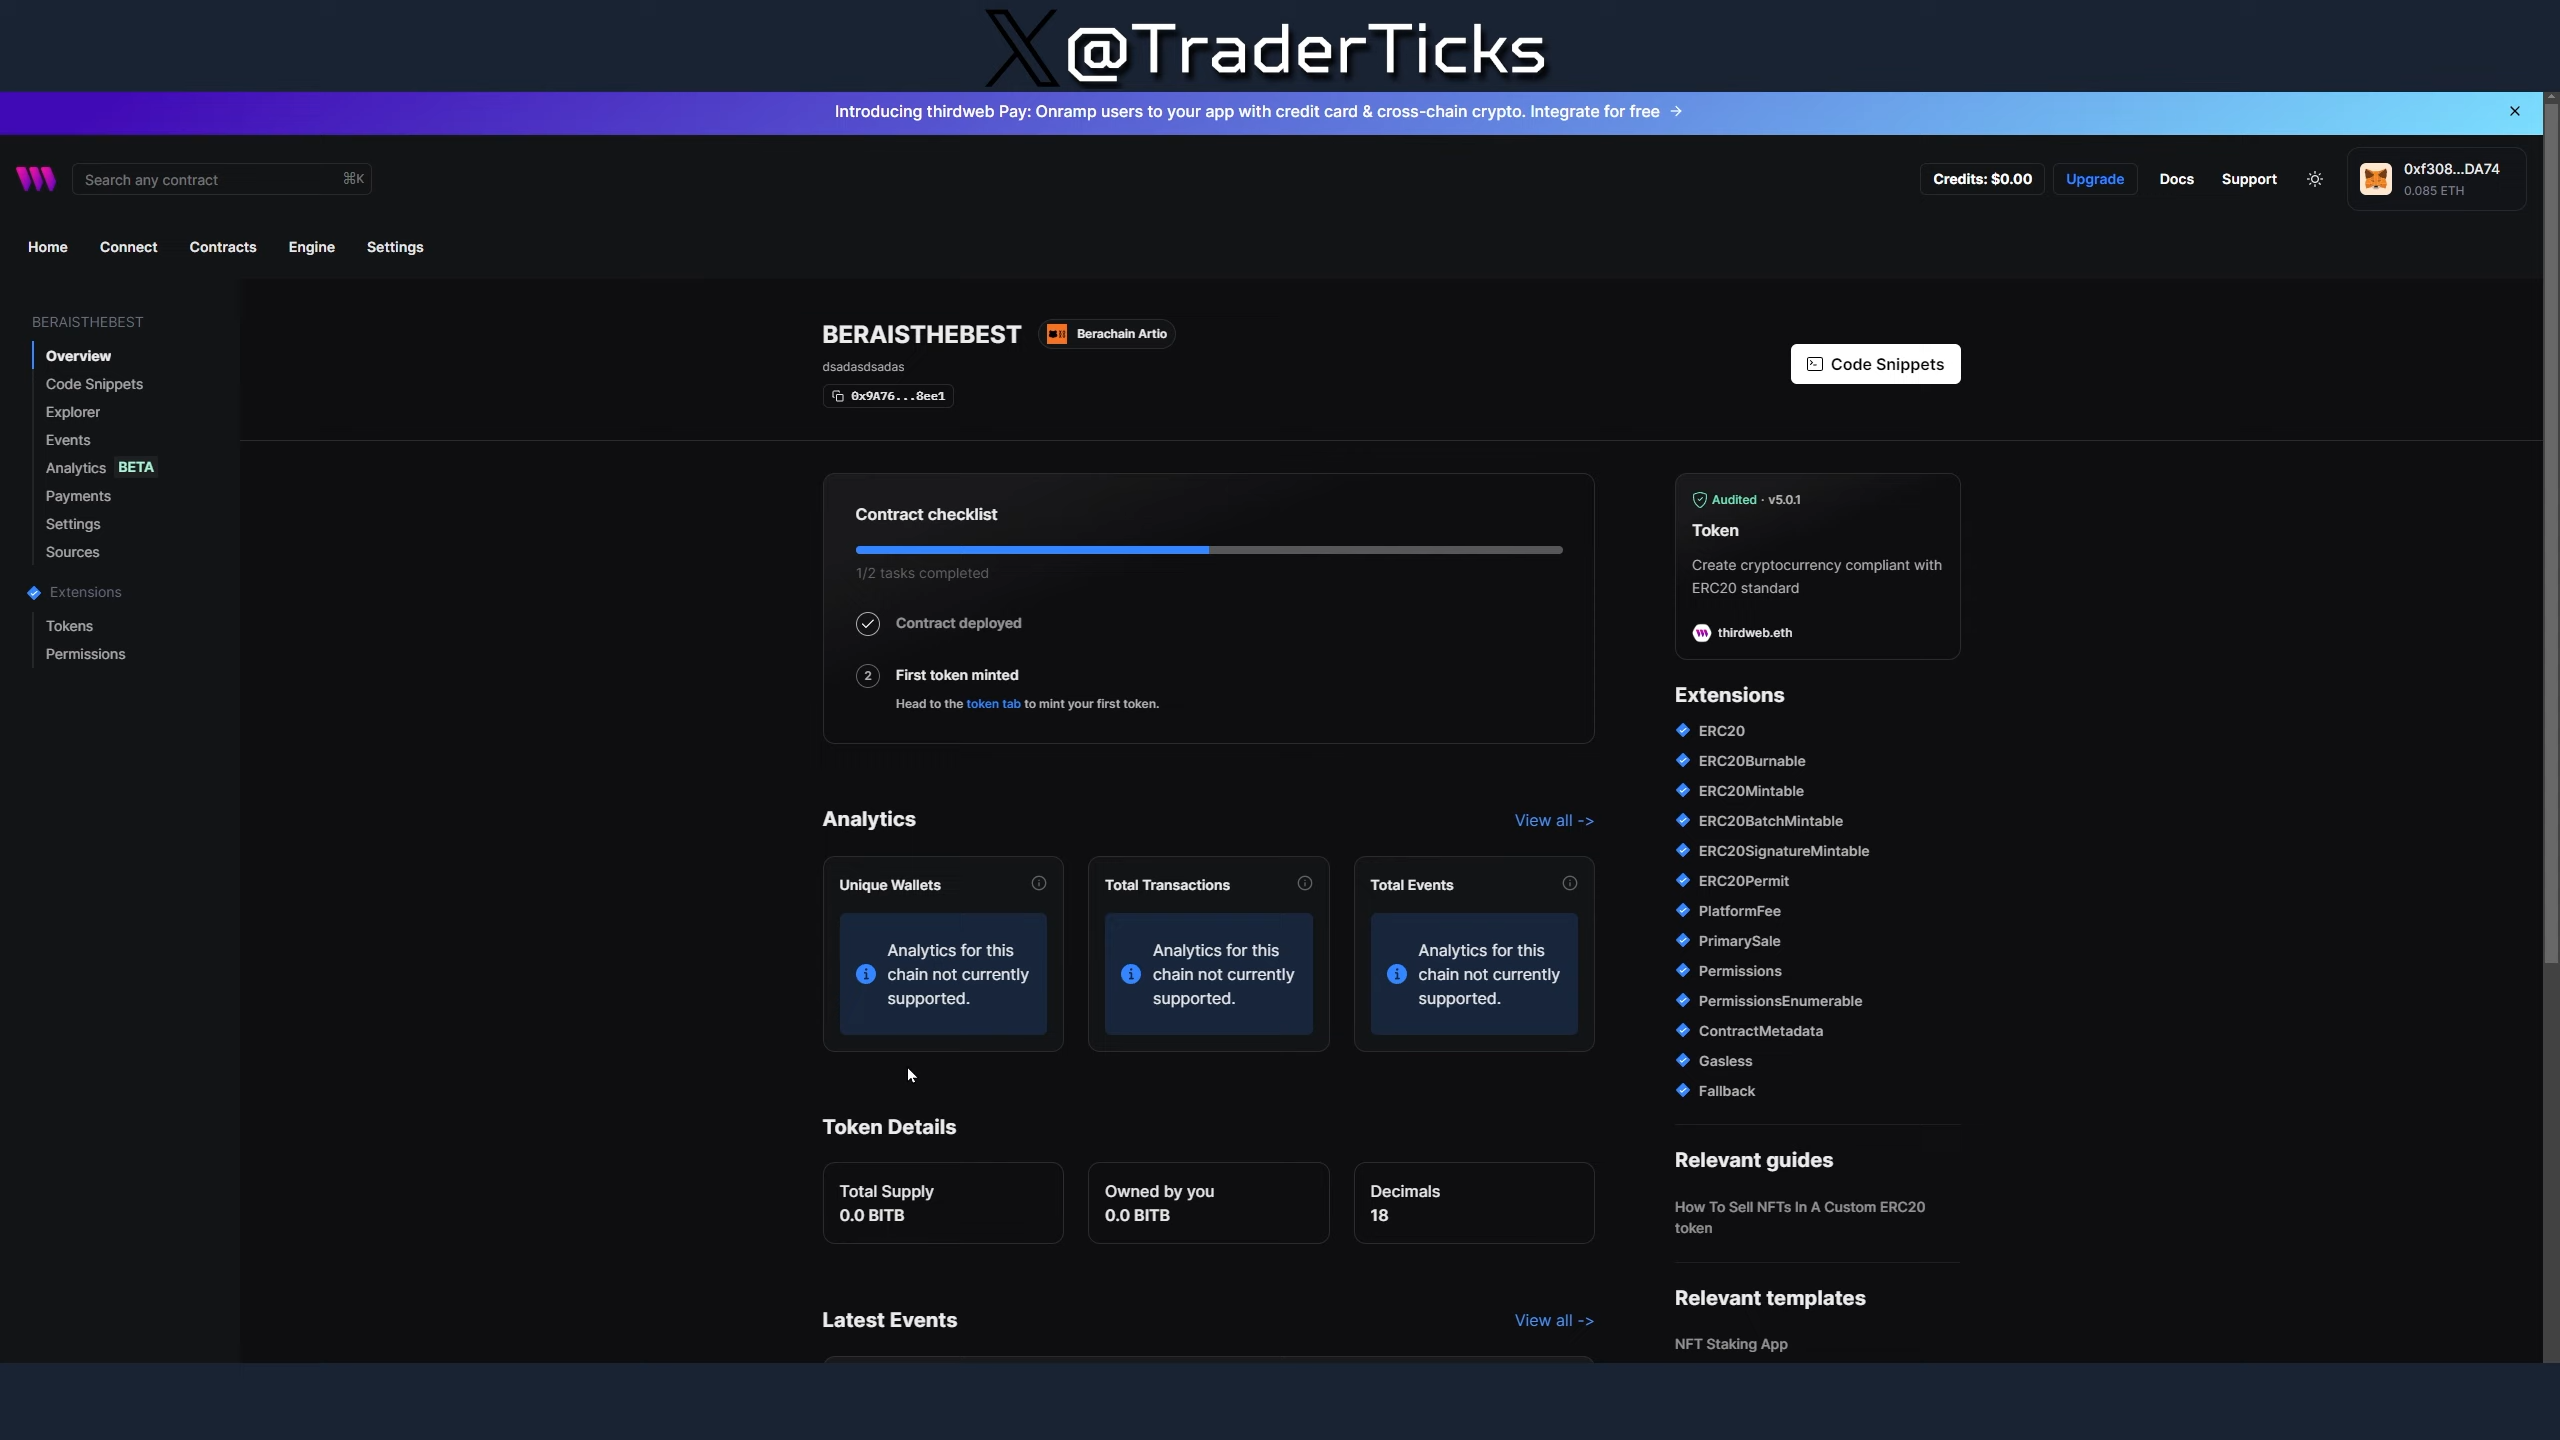 @TraderTicks
Introducing thirdweb Pay: Onramp users to your app with credit card & cross-chain crypto. Integrate for free →
Search any contract ⌘K
Credits: $0.00
Upgrade
Docs
Support
0xf308...DA74
0.085 ETH
Home
Connect
Contracts
Engine
Settings
BERAISTHEBEST
Overview
Code Snippets
Explorer
Events
Analytics BETA
Payments
Settings
Sources
Extensions
Tokens
Permissions
BERAISTHEBEST
Berachain Artio
dsadasdsadas
0x9A76...8ee1
Code Snippets
Contract checklist
1/2 tasks completed
Contract deployed
2 First token minted
Head to the token tab to mint your first token.
Analytics
View all ->
Unique Wallets
Analytics for this
chain not currently
supported.
Total Transactions
Analytics for this
chain not currently
supported.
Total Events
Analytics for this
chain not currently
supported.
Token Details
Total Supply
0.0 BITB
Owned by you
0.0 BITB
Decimals
18
Latest Events
View all ->
Audited · v5.0.1
Token
Create cryptocurrency compliant with
ERC20 standard
thirdweb.eth
Extensions
ERC20
ERC20Burnable
ERC20Mintable
ERC20BatchMintable
ERC20SignatureMintable
ERC20Permit
PlatformFee
PrimarySale
Permissions
PermissionsEnumerable
ContractMetadata
Gasless
Fallback
Relevant guides
How To Sell NFTs In A Custom ERC20
token
Relevant templates
NFT Staking App